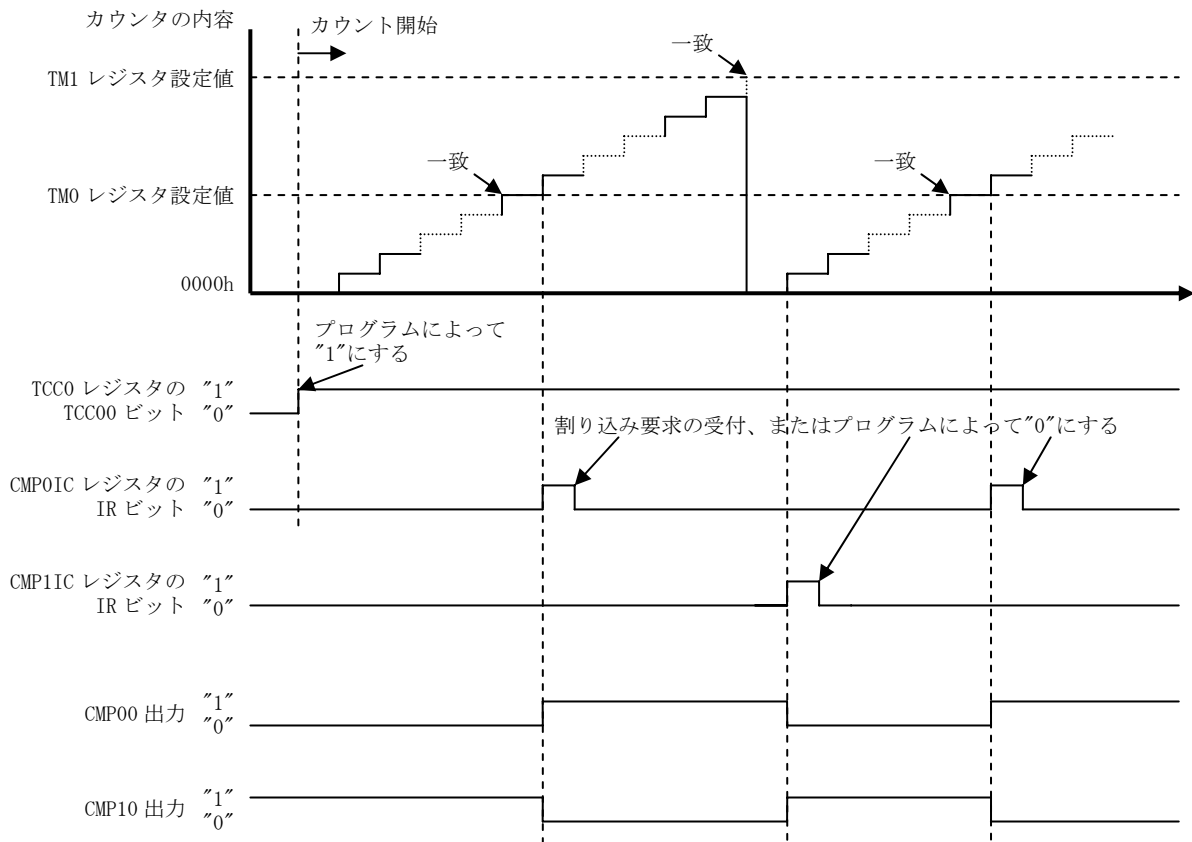 カウンタの内容
カウント開始
一致
TM1 レジスタ設定値
一致
一致
TM0 レジスタ設定値
0000h
プログラムによって
"1"にする
TCC0 レジスタの "1"
TCC00 ビット "0"
割り込み要求の受付、またはプログラムによって"0"にする
CMP0IC レジスタの "1"
IR ビット "0"
CMP1IC レジスタの "1"
IR ビット "0"
CMP00 出力 "1"
"0"
CMP10 出力 "1"
"0"